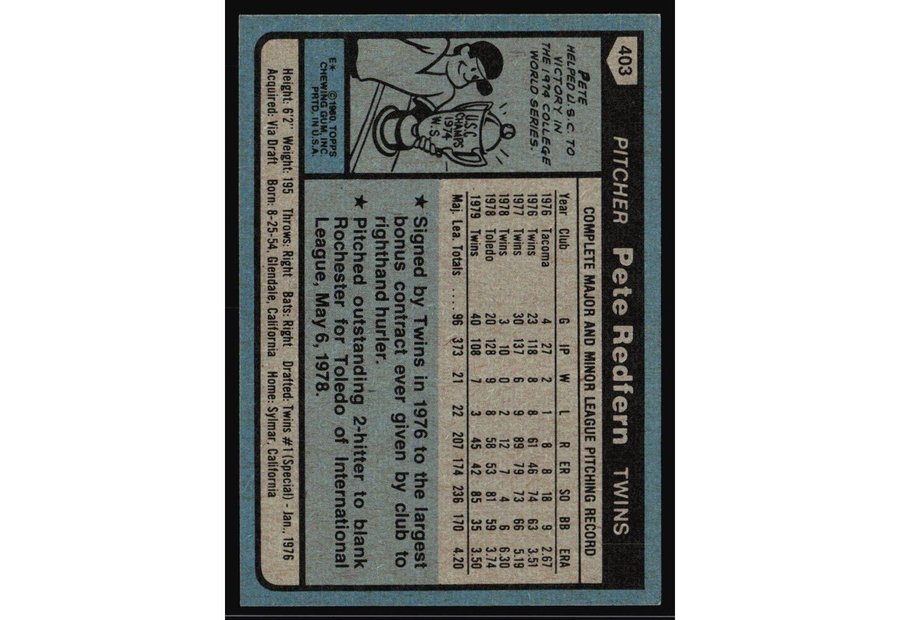 403
PITCHER Pete Redfern TWINS
PETE
HELPED U.S.C. TO
VICTORY IN
THE 1974 COLLEGE
WORLD SERIES.
U.S.C.
CHAMPS
1974
W.S.
E* ©1980 TOPPS
CHEWING GUM, INC.
PRTD. IN U.S.A.
COMPLETE MAJOR AND MINOR LEAGUE PITCHING RECORD
Year Club G IP W L R ER SO BB ERA
1976 Tacoma 4 27 2 1 8 8 18 9 2.67
1976 Twins 23 118 8 8 61 46 74 63 3.51
1977 Twins 30 137 6 9 89 79 73 66 5.19
1978 Twins 3 10 0 2 12 7 4 6 6.30
1978 Toledo 20 128 9 8 58 53 81 59 3.74
1979 Twins 40 108 7 3 45 42 85 35 3.50
Maj. Lea. Totals .... 96 373 21 22 207 174 236 170 4.20
★ Signed by Twins in 1976 to the largest
bonus contract ever given by club to
righthand hurler.
★ Pitched outstanding 2-hitter to blank
Rochester for Toledo of International
League, May 6, 1978.
Height: 6'2" Weight: 195 Throws: Right Bats: Right Drafted: Twins #1 (Special) - Jan., 1976
Acquired: Via Draft Born: 8-25-54, Glendale, California Home: Sylmar, California